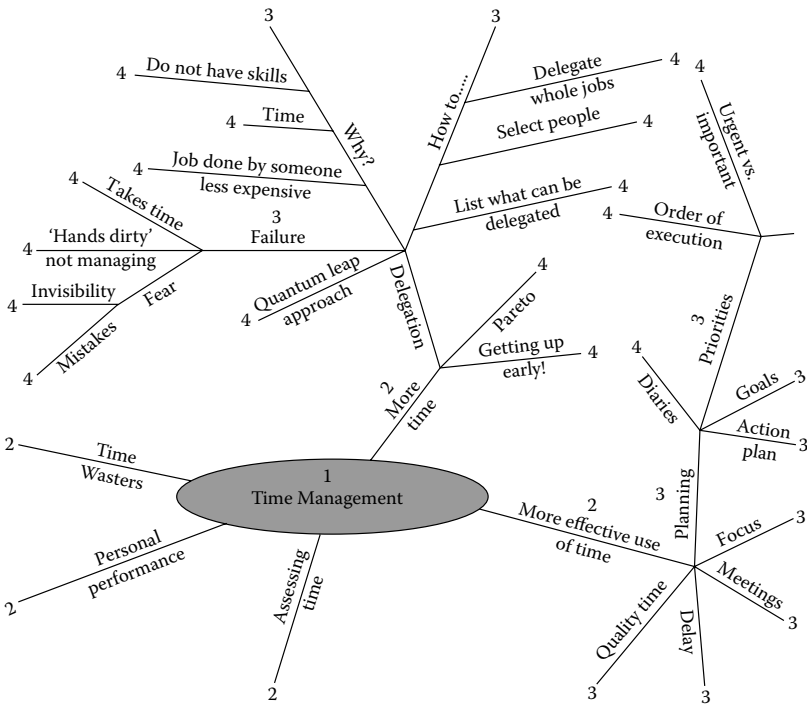 3
3
4
Do not have skills
Delegate
whole jobs
4
4
Time
4
Why?
How to.....
Select people
4
Urgent vs.
important
4
Job done by someone
less expensive
4
Takes time
List what can be
delegated
4
4
Order of
execution
3
Failure
4
'Hands dirty'
not managing
Quantum leap
approach
4
Delegation
4
Pareto
4
Invisibility
Fear
Mistakes
4
Getting up
early!
4
3
Priorities
4
Diaries
Goals
3
Action
plan
3
2
More
time
2
Time
Wasters
1
Time Management
3
Planning
2
More effective use
of time
Focus
3
Meetings
3
Personal
performance
2
Assessing
time
2
Quality time
3
Delay
3